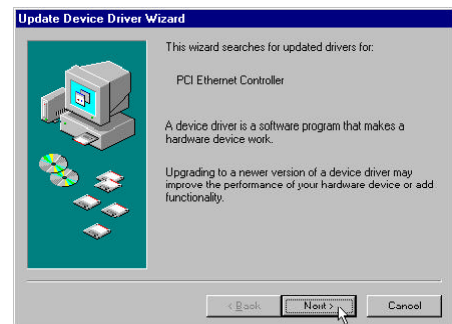 Update Device Driver Wizard
This wizard searches for updated drivers for:
PCI Ethernet Controller
A device driver is a software program that makes a
hardware device work.
Upgrading to a newer version of a device driver may
improve the performance of your hardware device or add
functionality.
< Back
Next >
Cancel